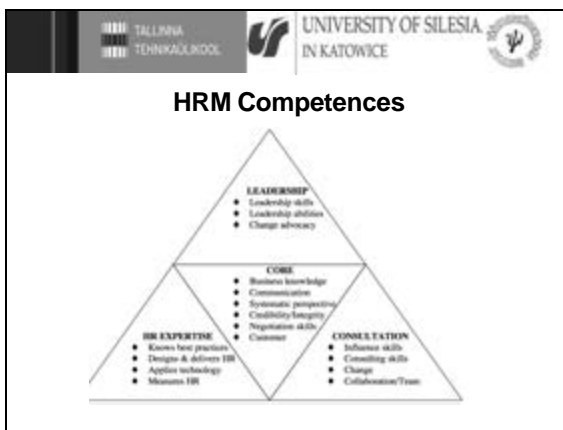 TALLINNA
TEHNIKAÜLIKOOL
UNIVERSITY OF SILESIA
IN KATOWICE
HRM Competences
LEADERSHIP
Leadership skills
Leadership abilities
Change advocacy
CORE
Business knowledge
Communication
Systematic perspective
Credibility/Integrity
Negotiation skills
Customer
HR EXPERTISE
Knows best practices
Designs & delivers HR
Applies technology
Measures HR
CONSULTATION
Influence skills
Consulting skills
Change
Collaboration/Team